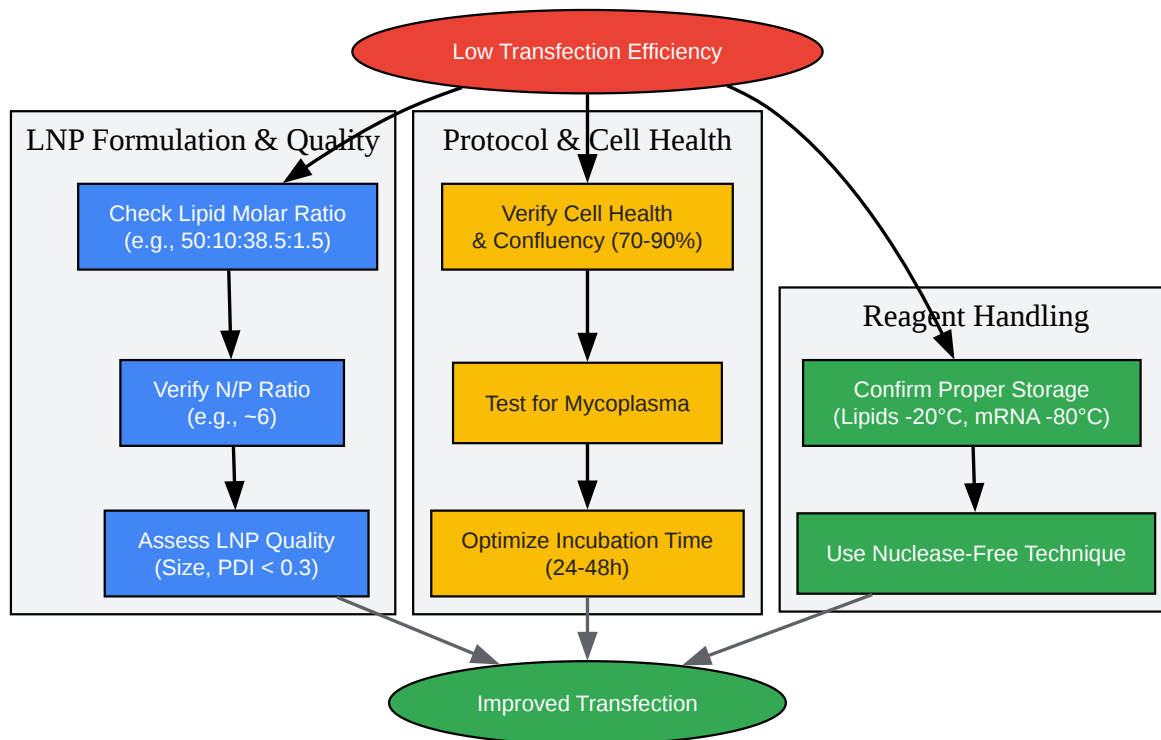 Low Transfection Efficiency
LNP Formulation & Quality
Check Lipid Molar Ratio
(e.g., 50:10:38.5:1.5)
Verify N/P Ratio
(e.g., ~6)
Assess LNP Quality
(Size, PDI < 0.3)
Protocol & Cell Health
Verify Cell Health
& Confluency (70-90%)
Test for Mycoplasma
Optimize Incubation Time
(24-48h)
Reagent Handling
Confirm Proper Storage
(Lipids -20°C, mRNA -80°C)
Use Nuclease-Free Technique
Improved Transfection